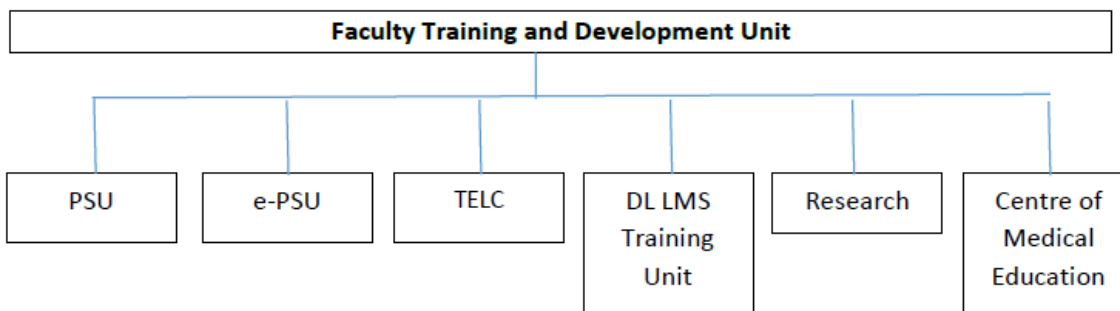 Faculty Training and Development Unit
PSU
e-PSU
TELC
DL LMS
Training
Unit
Research
Centre of
Medical
Education